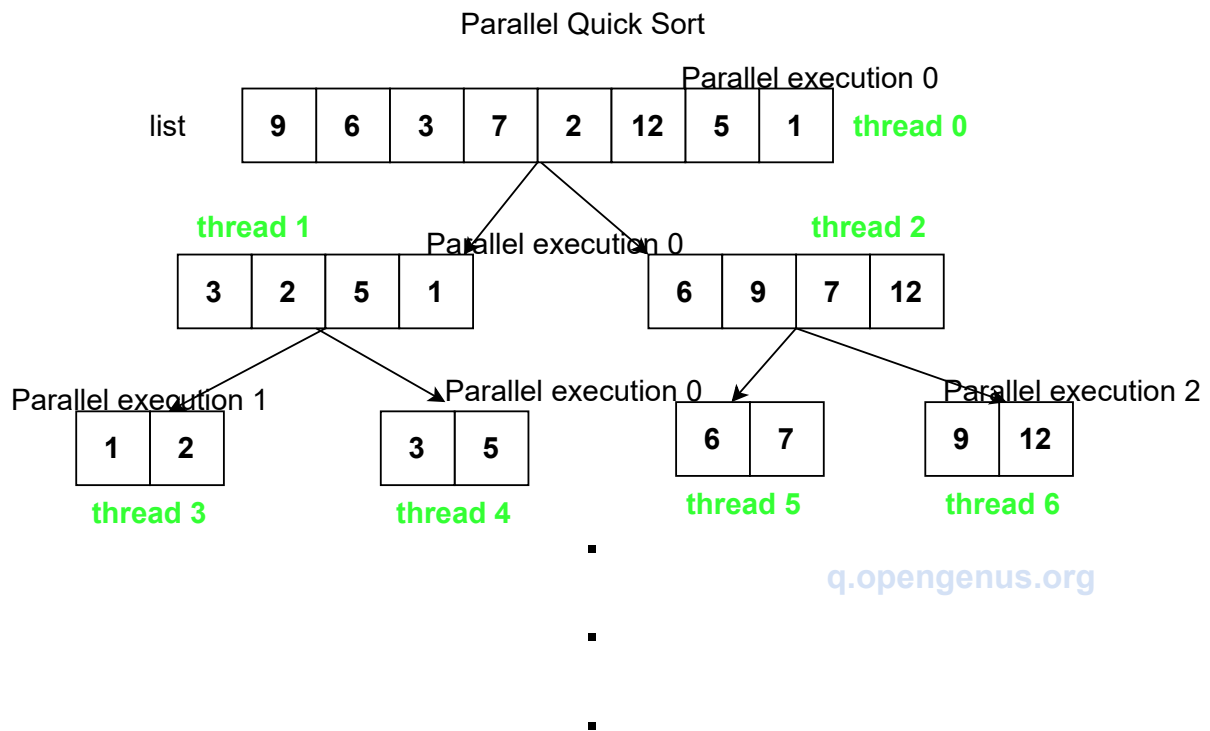 Parallel Quick Sort
Parallel execution 0
list 9 6 3 7 2 12 5 1 thread 0
thread 1 thread 2
Parallel execution 0
3 2 5 1 6 9 7 12
Parallel execution 1 Parallel execution 0 Parallel execution 2
1 2 3 5 6 7 9 12
thread 3 thread 4 thread 5 thread 6
q.opengenus.org